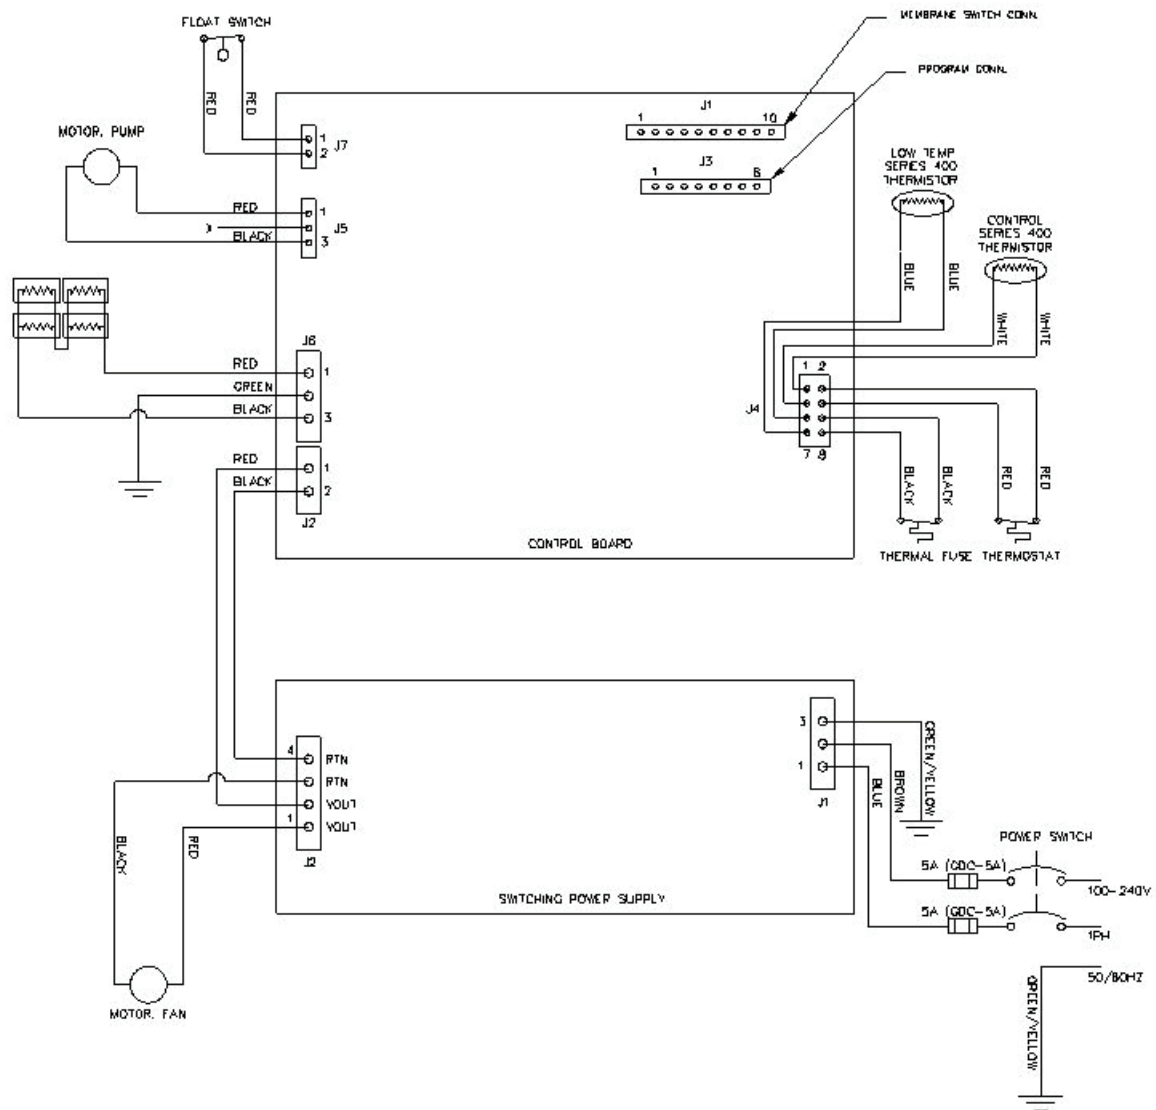 FLOAT SWITCH
MEMBRANE SWITCH CONN.
PROGRAM CONN.
RED
RED
MOTOR, PUMP
1
2
J7
J1
1
10
J3
1
8
LOW TEMP
SERIES 400
THERMISTOR
CONTROL
SERIES 400
THERMISTOR
RED
1
J5
BLACK
3
BLUE
BLUE
WHITE
WHITE
J6
RED
1
GREEN
BLACK
3
1 2
J4
7 8
RED
1
BLACK
2
J2
BLACK
BLACK
RED
RED
CONTROL BOARD
THERMAL FUSE
THERMOSTAT
4
RTN
RTN
VOUT
1
VOUT
J2
3
1
J1
GREEN/YELLOW
BROWN
BLUE
BLACK
RED
POWER SWITCH
5A (GDC-5A)
100-240V
5A (GDC-5A)
1PH
SWITCHING POWER SUPPLY
50/60HZ
GREEN/YELLOW
MOTOR, FAN